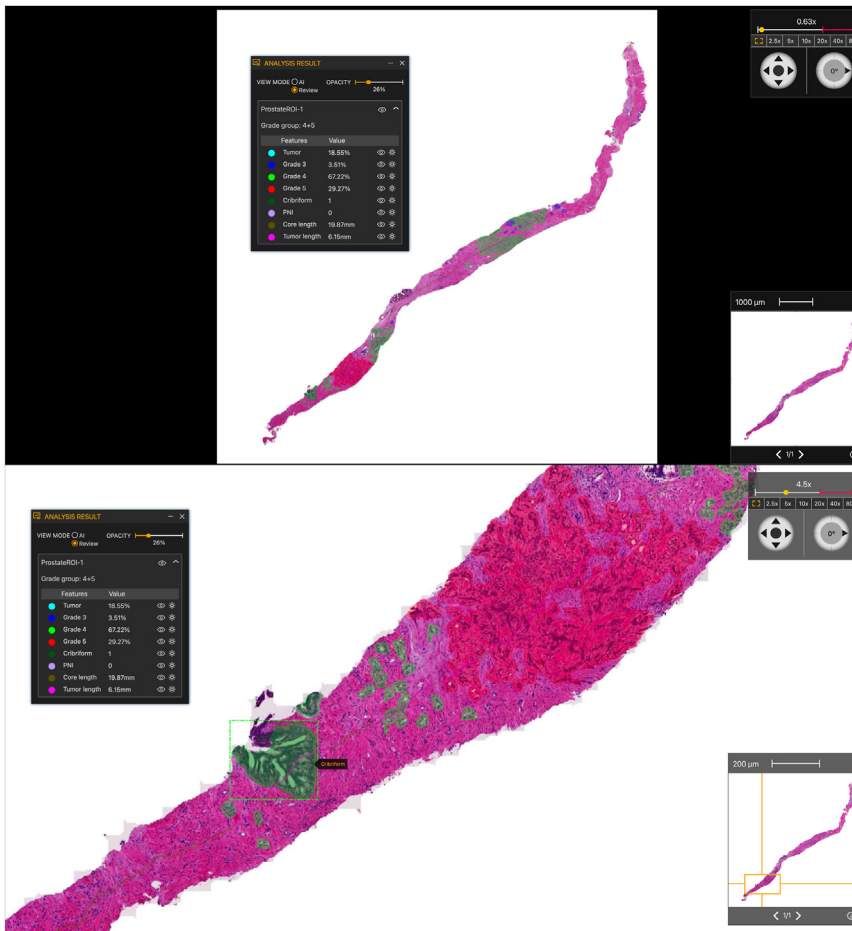 0.63x
2.5x 5x 10x 20x 40x
0°
ANALYSIS RESULT
VIEW MODE AI OPACITY
Review 26%
ProstateROI-1
Grade group: 4+5
Features Value
Tumor 18.55%
Grade 3 3.51%
Grade 4 67.22%
Grade 5 29.27%
Cribriform 1
PNI 0
Core length 19.87mm
Tumor length 6.15mm
1000 µm
1/1
4.5x
2.5x 5x 10x 20x 40x
0°
ANALYSIS RESULT
VIEW MODE AI OPACITY
Review 26%
ProstateROI-1
Grade group: 4+5
Features Value
Tumor 18.55%
Grade 3 3.51%
Grade 4 67.22%
Grade 5 29.27%
Cribriform 1
PNI 0
Core length 19.87mm
Tumor length 6.15mm
Cribriform
200 µm
1/1